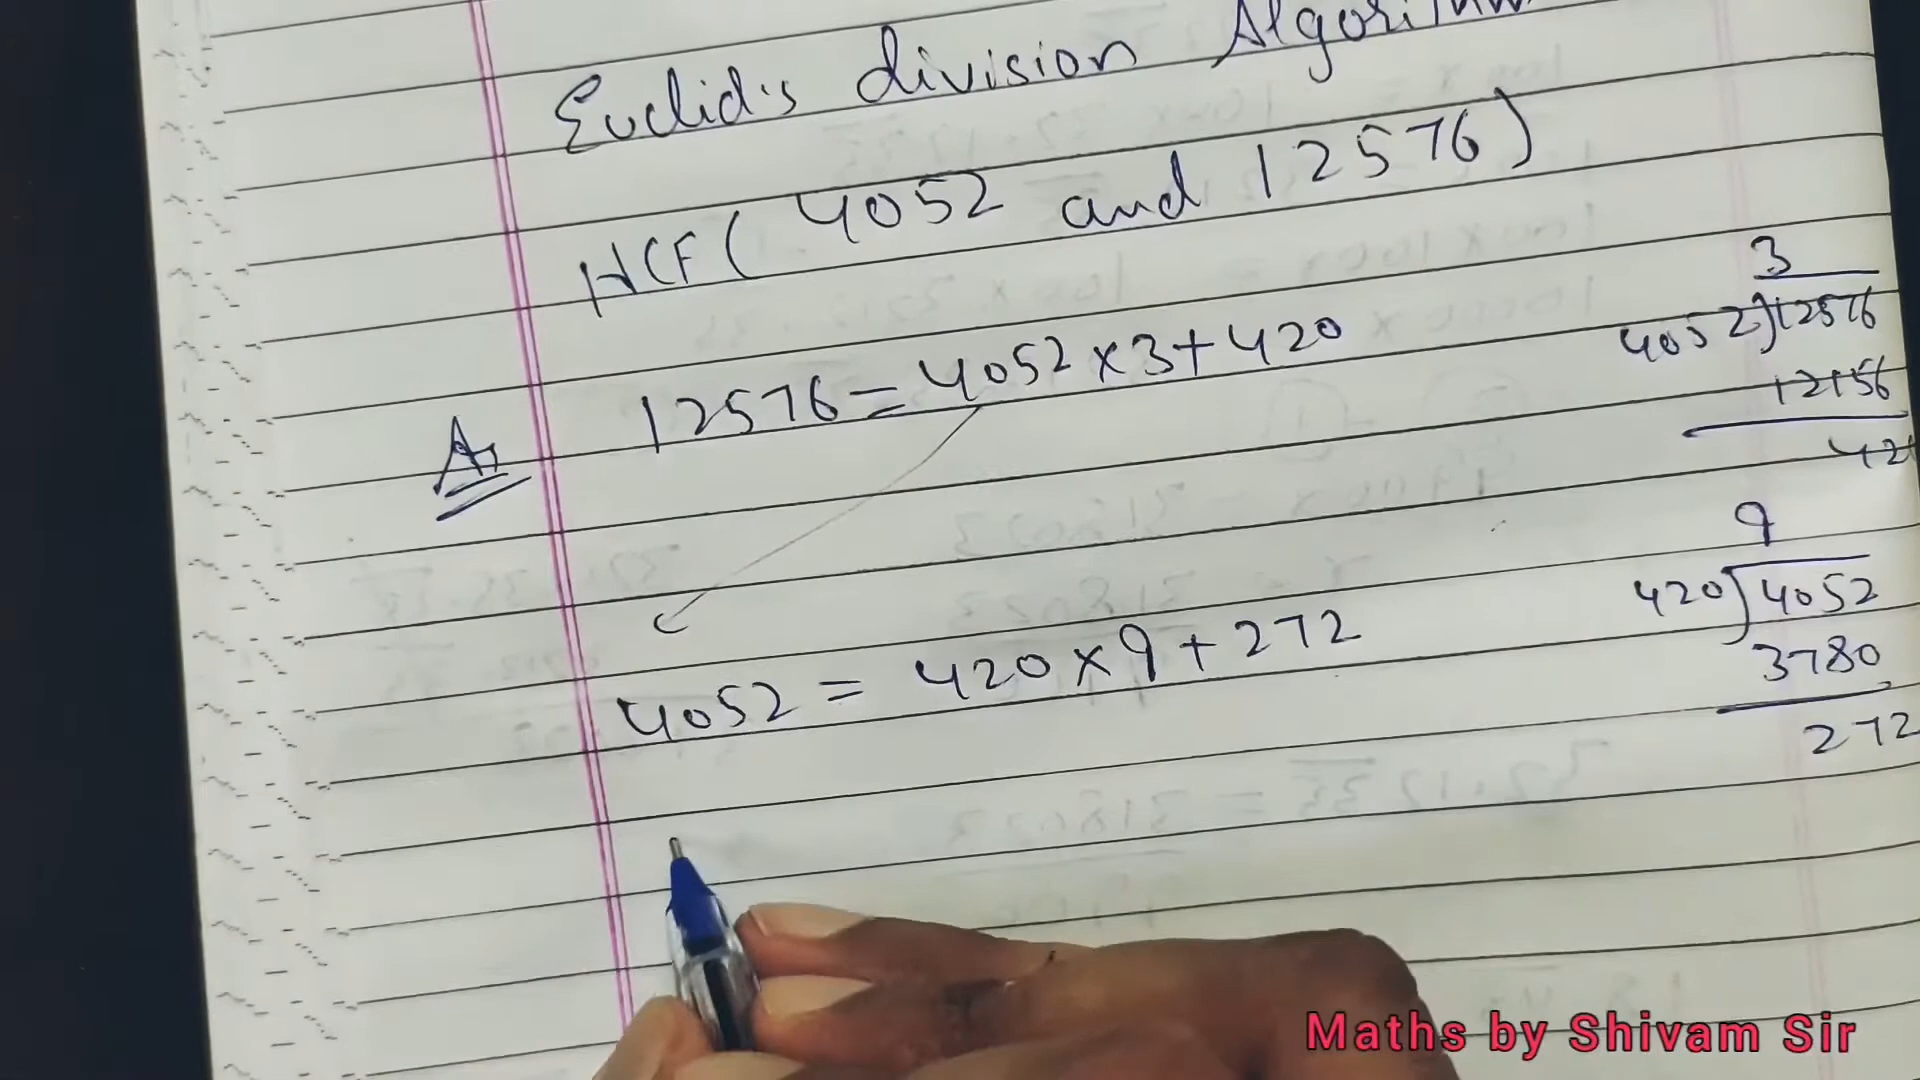 Euclid's division Algorithm
HCF ( 4052 and 12576)
A, 12576 = 4052 × 3 + 420
3
4052)12576
12156
42
4052 = 420 × 9 + 272
9
420)4052
3780
272
Maths by Shivam Sir